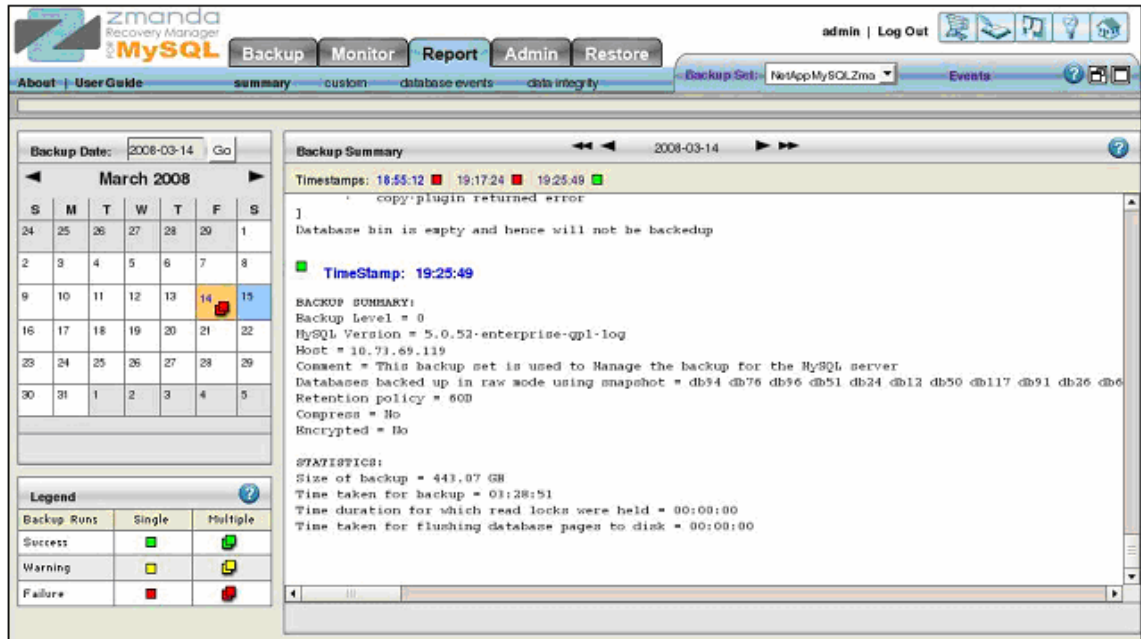 zmanda
Recovery Manager
FOR MySQL
Backup Monitor Report Admin Restore
admin | Log Out
About | User Guide
summary custom database events data integrity
Backup Set: NetAppMySQLZma Events
Backup Date: 2008-03-14 Go
March 2008
S M T W T F S
24 25 26 27 28 29 1
2 3 4 5 6 7 8
9 10 11 12 13 14 15
16 17 18 19 20 21 22
23 24 25 26 27 28 29
30 31 1 2 3 4 5
Legend
Backup Runs Single Multiple
Success
Warning
Failure
Backup Summary 2008-03-14
Timestamps: 18:55:12 19:17:24 19:25:49
copy-plugin returned error
]
Database bin is empty and hence will not be backedup
TimeStamp: 19:25:49
BACKUP SUMMARY:
Backup Level = 0
MySQL Version = 5.0.52-enterprise-gpl-log
Host = 10.73.69.119
Comment = This backup set is used to Manage the backup for the MySQL server
Databases backed up in raw mode using snapshot = db94 db76 db96 db51 db24 db12 db50 db117 db91 db26 db6
Retention policy = 60D
Compress = No
Encrypted = No
STATISTICS:
Size of backup = 443.07 GB
Time taken for backup = 03:28:51
Time duration for which read locks were held = 00:00:00
Time taken for flushing database pages to disk = 00:00:00